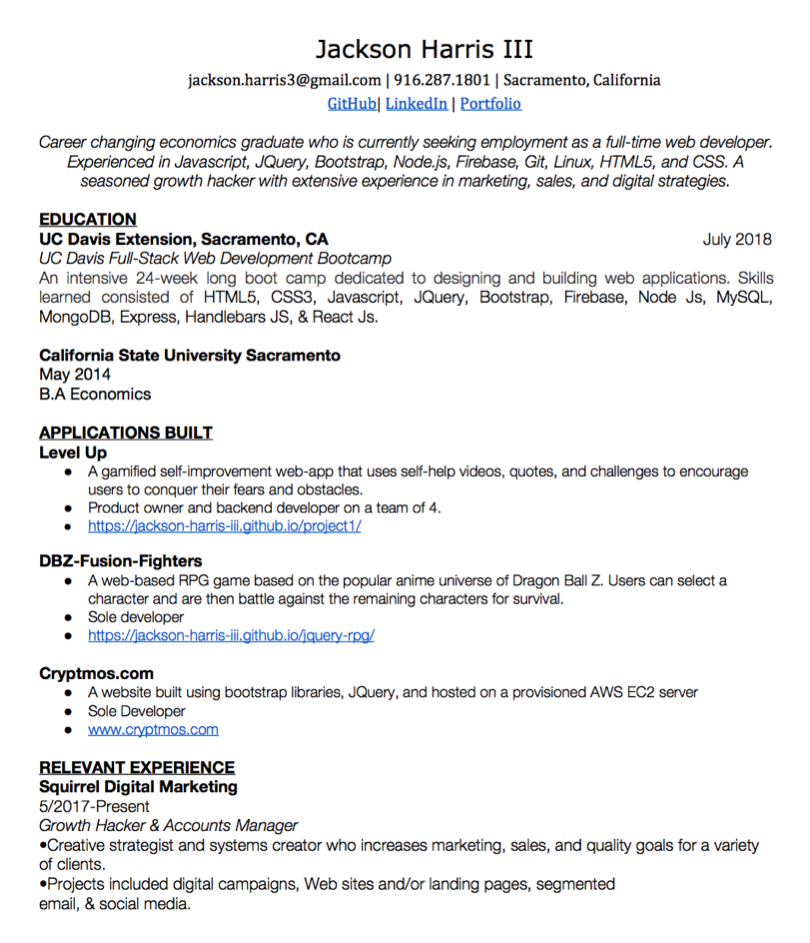 Jackson Harris III
jackson.harris3@gmail.com | 916.287.1801 | Sacramento, California
GitHub| LinkedIn | Portfolio
Career changing economics graduate who is currently seeking employment as a full-time web developer.
Experienced in Javascript, JQuery, Bootstrap, Node.js, Firebase, Git, Linux, HTML5, and CSS. A
seasoned growth hacker with extensive experience in marketing, sales, and digital strategies.
EDUCATION
UC Davis Extension, Sacramento, CA July 2018
UC Davis Full-Stack Web Development Bootcamp
An intensive 24-week long boot camp dedicated to designing and building web applications. Skills
learned consisted of HTML5, CSS3, Javascript, JQuery, Bootstrap, Firebase, Node Js, MySQL,
MongoDB, Express, Handlebars JS, & React Js.
California State University Sacramento
May 2014
B.A Economics
APPLICATIONS BUILT
Level Up
● A gamified self-improvement web-app that uses self-help videos, quotes, and challenges to encourage
users to conquer their fears and obstacles.
● Product owner and backend developer on a team of 4.
● https://jackson-harris-iii.github.io/project1/
DBZ-Fusion-Fighters
● A web-based RPG game based on the popular anime universe of Dragon Ball Z. Users can select a
character and are then battle against the remaining characters for survival.
● Sole developer
● https://jackson-harris-iii.github.io/jquery-rpg/
Cryptmos.com
● A website built using bootstrap libraries, JQuery, and hosted on a provisioned AWS EC2 server
● Sole Developer
● www.cryptmos.com
RELEVANT EXPERIENCE
Squirrel Digital Marketing
5/2017-Present
Growth Hacker & Accounts Manager
•Creative strategist and systems creator who increases marketing, sales, and quality goals for a variety
of clients.
•Projects included digital campaigns, Web sites and/or landing pages, segmented
email, & social media.